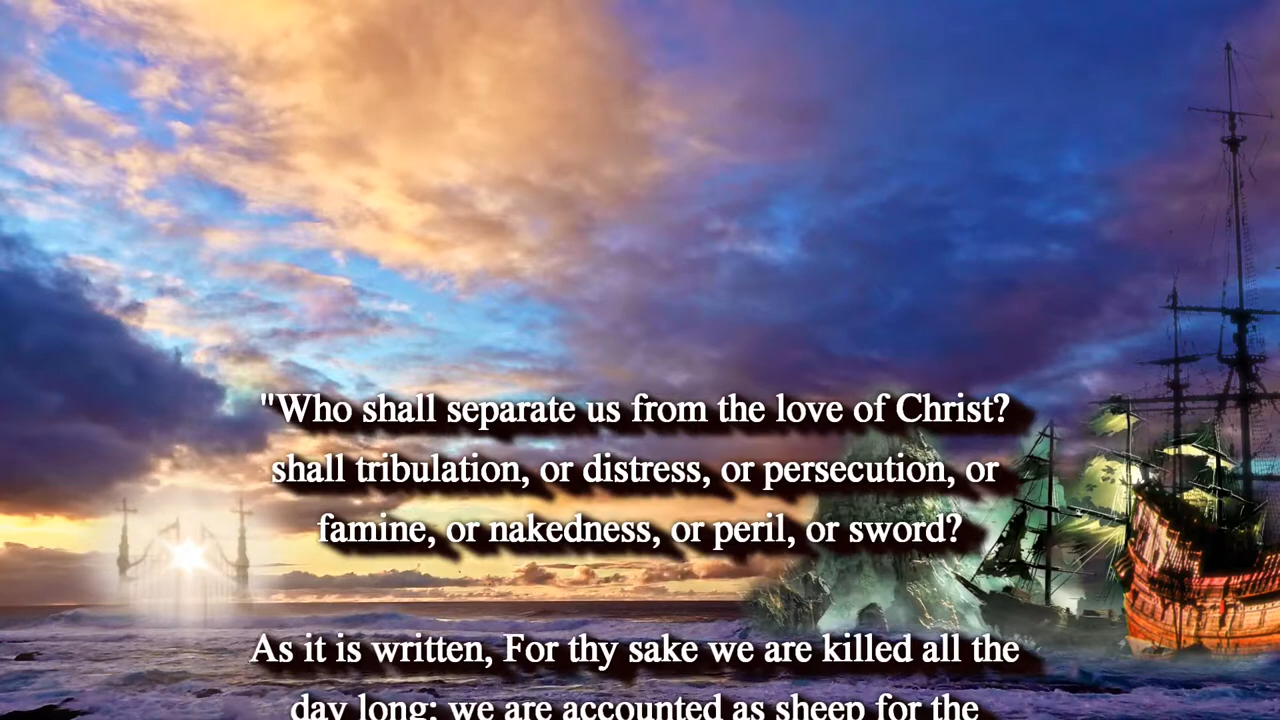 "Who shall separate us from the love of Christ?
shall tribulation, or distress, or persecution, or
famine, or nakedness, or peril, or sword?
As it is written, For thy sake we are killed all the
day long; we are accounted as sheep for the